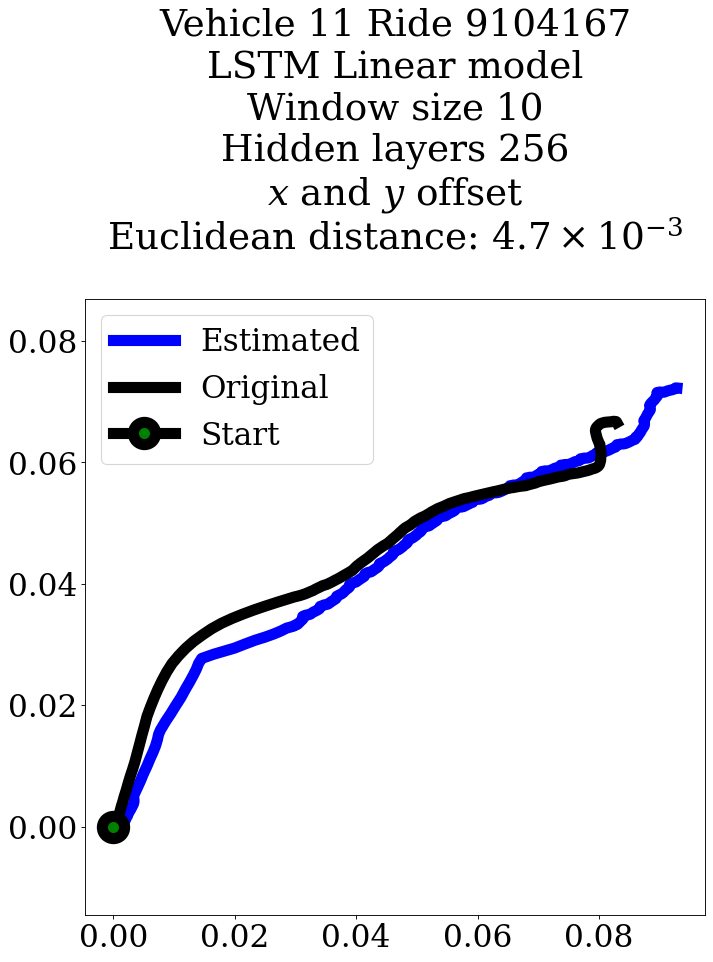 Vehicle 11 Ride 9104167
LSTM Linear model
Window size 10
Hidden layers 256
x and y offset
Euclidean distance: 4.7 × 10⁻³
Estimated
Original
Start
0.08
0.06
0.04
0.02
0.00
0.00 0.02 0.04 0.06 0.08